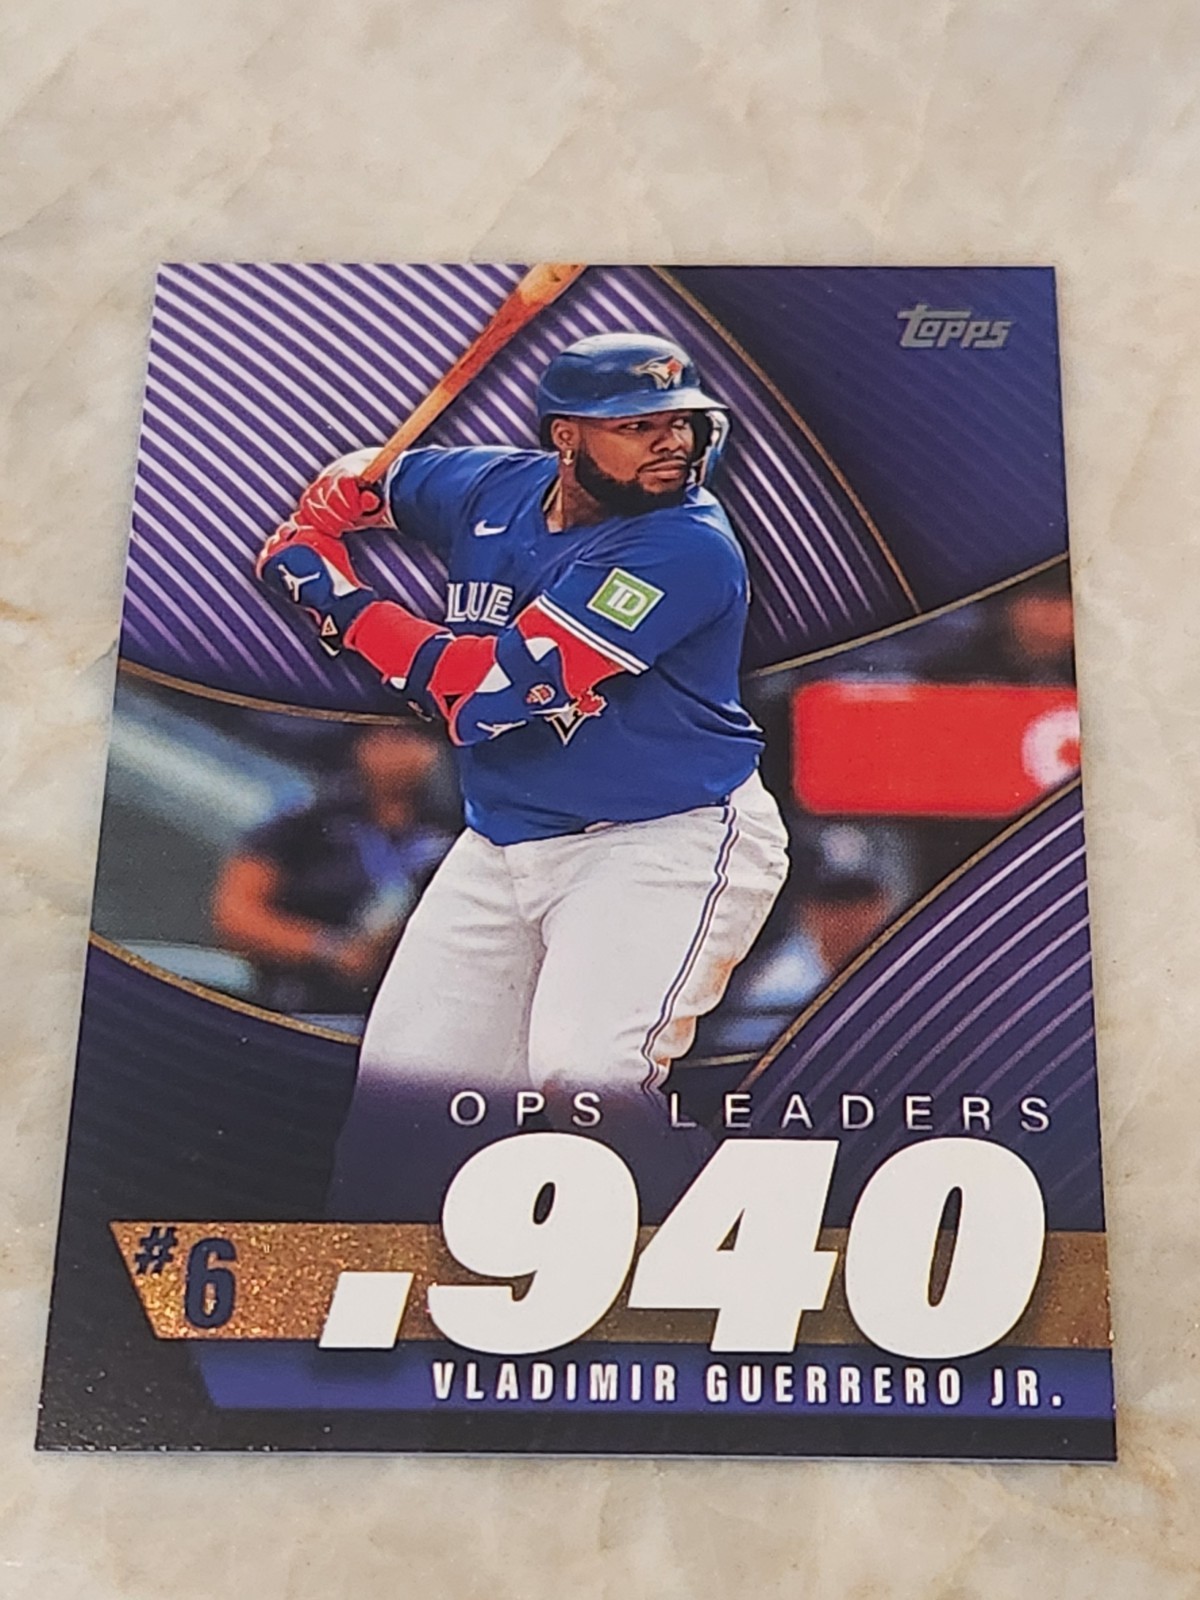 topps
LUE
TD
OPS LEADERS
.940
#6
VLADIMIR GUERRERO JR.